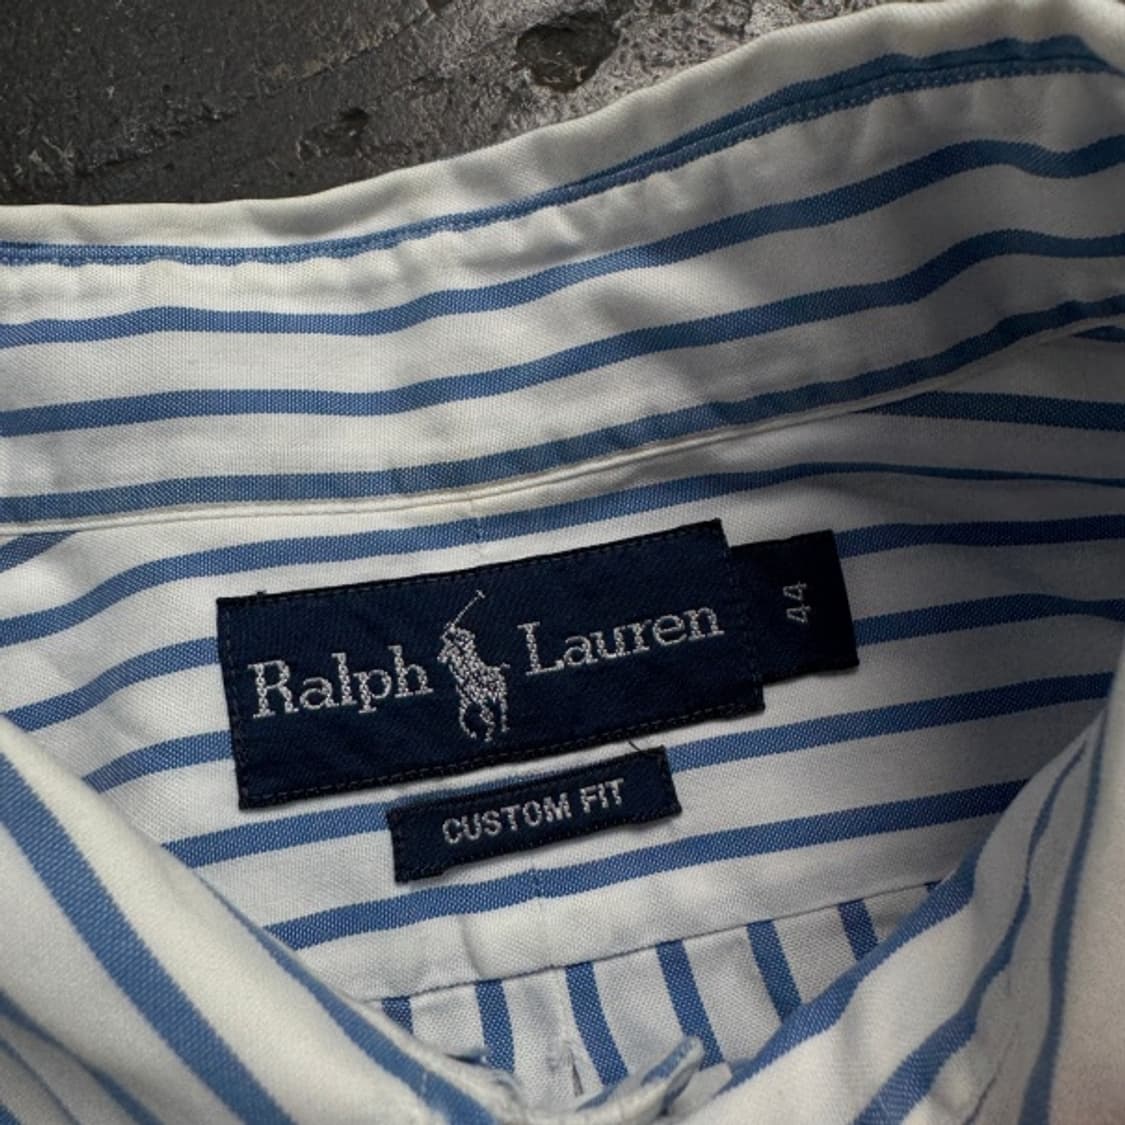 Ralph Lauren
44
CUSTOM FIT